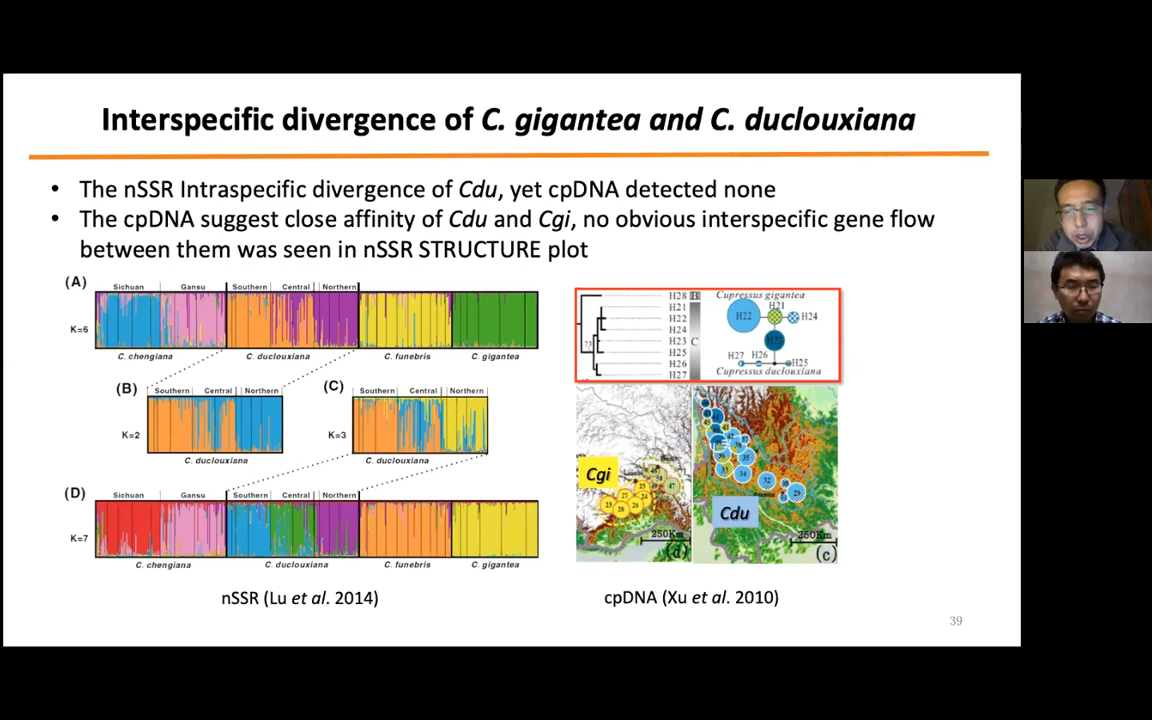 Interspecific divergence of C. gigantea and C. duclouxiana
• The nSSR Intraspecific divergence of Cdu, yet cpDNA detected none
• The cpDNA suggest close affinity of Cdu and Cgi, no obvious interspecific gene flow
between them was seen in nSSR STRUCTURE plot
(A)
Sichuan Gansu Southern Central Northern
K=6
C. chengiana C. duclouxiana C. funebris C. gigantea
(B)
Southern Central Northern
K=2
C. duclouxiana
(C)
Southern Central Northern
K=3
C. duclouxiana
(D)
Sichuan Gansu Southern Central Northern
K=7
C. chengiana C. duclouxiana C. funebris C. gigantea
nSSR (Lu et al. 2014)
H28 B
H21
H22
H24
H23 C
H25
H26
H27
73
Cupressus gigantea
H21
H22 H24
H27 H26 H25
Cupressus duclouxiana
Cgi
250Km
(d)
Cdu
250Km
(c)
cpDNA (Xu et al. 2010)
39